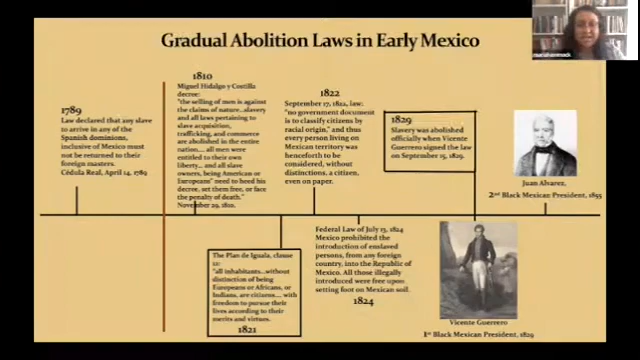 Gradual Abolition Laws in Early Mexico
1789
Law declared that any slave
to arrive in any of the
Spanish dominions,
inclusive of Mexico must
not be returned to their
foreign masters.
Cédula Real, April 14, 1789
1810
Miguel Hidalgo y Costilla
decree:
"the selling of men is against
the claims of nature...slavery
and all laws pertaining to
slave acquisition,
trafficking, and commerce
are abolished in the entire
nation.... all men were
entitled to their own
liberty...and all slave
owners, being American or
Europeans" need to heed his
decree, set them free, or face
the penalty of death."
November 29, 1810.
The Plan de Iguala, clause
"all inhabitants...without
distinction of being
Europeans or Africans, or
Indians, are citizens.... with
freedom to pursue their
lives according to their
merits and virtues.
1821
1822
September 17, 1822, law:
"no government document
is to classify citizens by
racial origin," and thus
every person living on
Mexican territory was
henceforth to be
considered, without
distinctions, a citizen,
even on paper.
Federal Law of July 13, 1824
Mexico prohibited the
introduction of enslaved
persons, from any foreign
country, into the Republic of
Mexico. All those illegally
introduced were free upon
setting foot on Mexican soil.
1824
1829
Slavery was abolished
officially when Vicente
Guerrero signed the law
on September 15, 1829.
Vicente Guerrero
1st Black Mexican President, 1829
Juan Alvarez,
2nd Black Mexican President, 1855